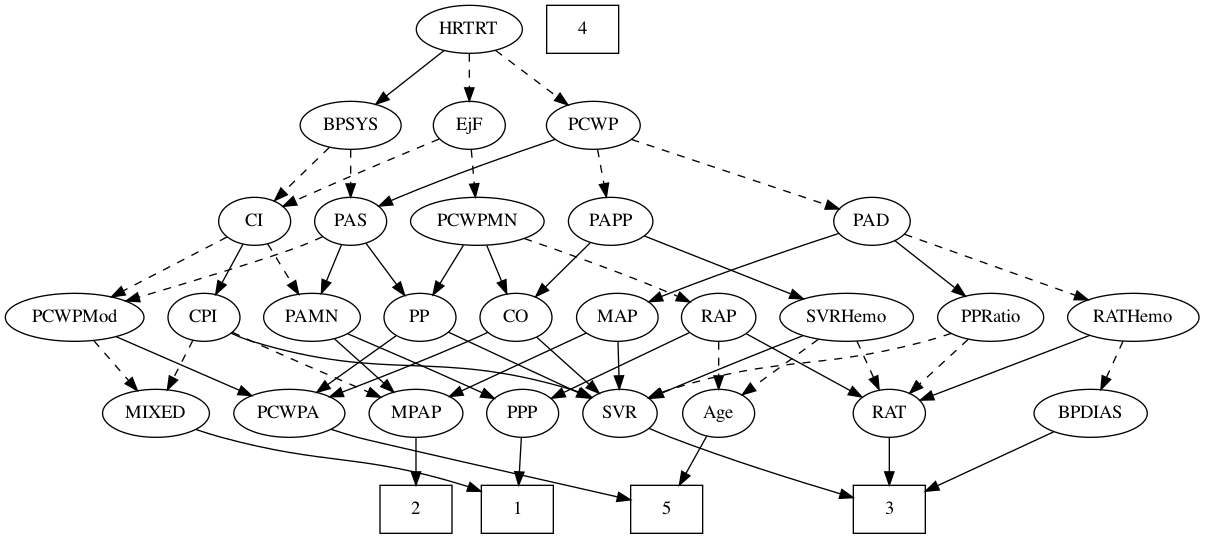 HRTRT
4
BPSYS
EjF
PCWP
CI
PAS
PCWPMN
PAPP
PAD
PCWPMod
CPI
PAMN
PP
CO
MAP
RAP
SVRHemo
PPRatio
RATHemo
MIXED
PCWPA
MPAP
PPP
SVR
Age
RAT
BPDIAS
2
1
5
3